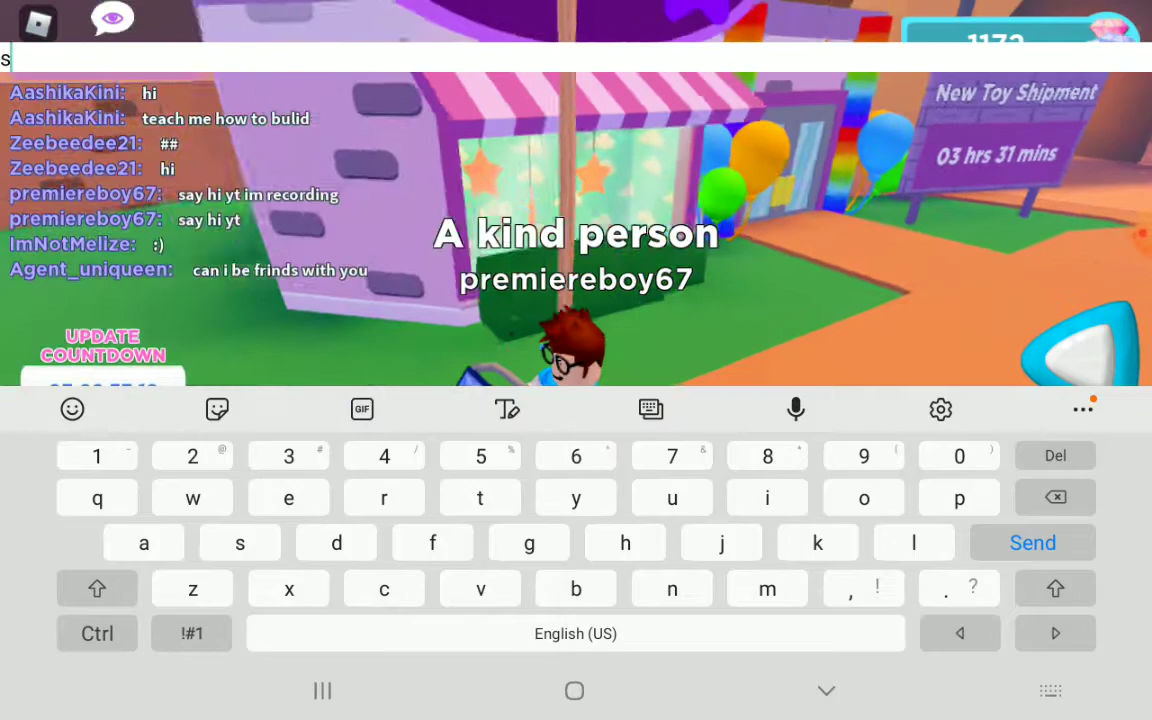 1172
s
AashikaKini: hi
AashikaKini: teach me how to bulid
Zeebeedee21: ##
Zeebeedee21: hi
premiereboy67: say hi yt im recording
premiereboy67: say hi yt
ImNotMelize: :)
Agent_uniqueen: can i be frinds with you
New Toy Shipment
03 hrs 31 mins
A kind person
premiereboy67
UPDATE
COUNTDOWN
GIF
1 - 2 @ 3 # 4 / 5 % 6 ^ 7 & 8 * 9 ( 0 ) Del
q w e r t y u i o p
a s d f g h j k l Send
z x c v b n m , ! . ?
Ctrl !#1 English (US)